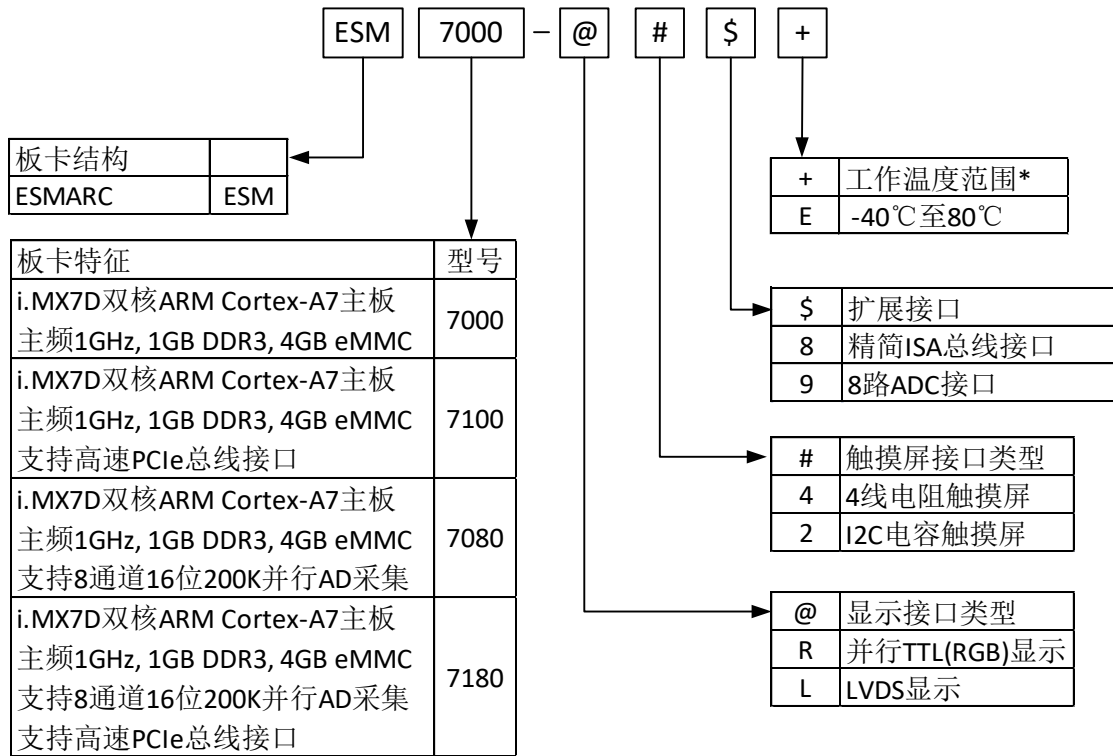 ESM 7000 – @ # $ +
板卡结构
ESMARC ESM
板卡特征 型号
i.MX7D双核ARM Cortex-A7主板
主频1GHz, 1GB DDR3, 4GB eMMC
7000
i.MX7D双核ARM Cortex-A7主板
主频1GHz, 1GB DDR3, 4GB eMMC
支持高速PCIe总线接口
7100
i.MX7D双核ARM Cortex-A7主板
主频1GHz, 1GB DDR3, 4GB eMMC
支持8通道16位200K并行AD采集
7080
i.MX7D双核ARM Cortex-A7主板
主频1GHz, 1GB DDR3, 4GB eMMC
支持8通道16位200K并行AD采集
支持高速PCIe总线接口
7180
+ 工作温度范围*
E -40℃至80℃
$ 扩展接口
8 精简ISA总线接口
9 8路ADC接口
# 触摸屏接口类型
4 4线电阻触摸屏
2 I2C电容触摸屏
@ 显示接口类型
R 并行TTL(RGB)显示
L LVDS显示